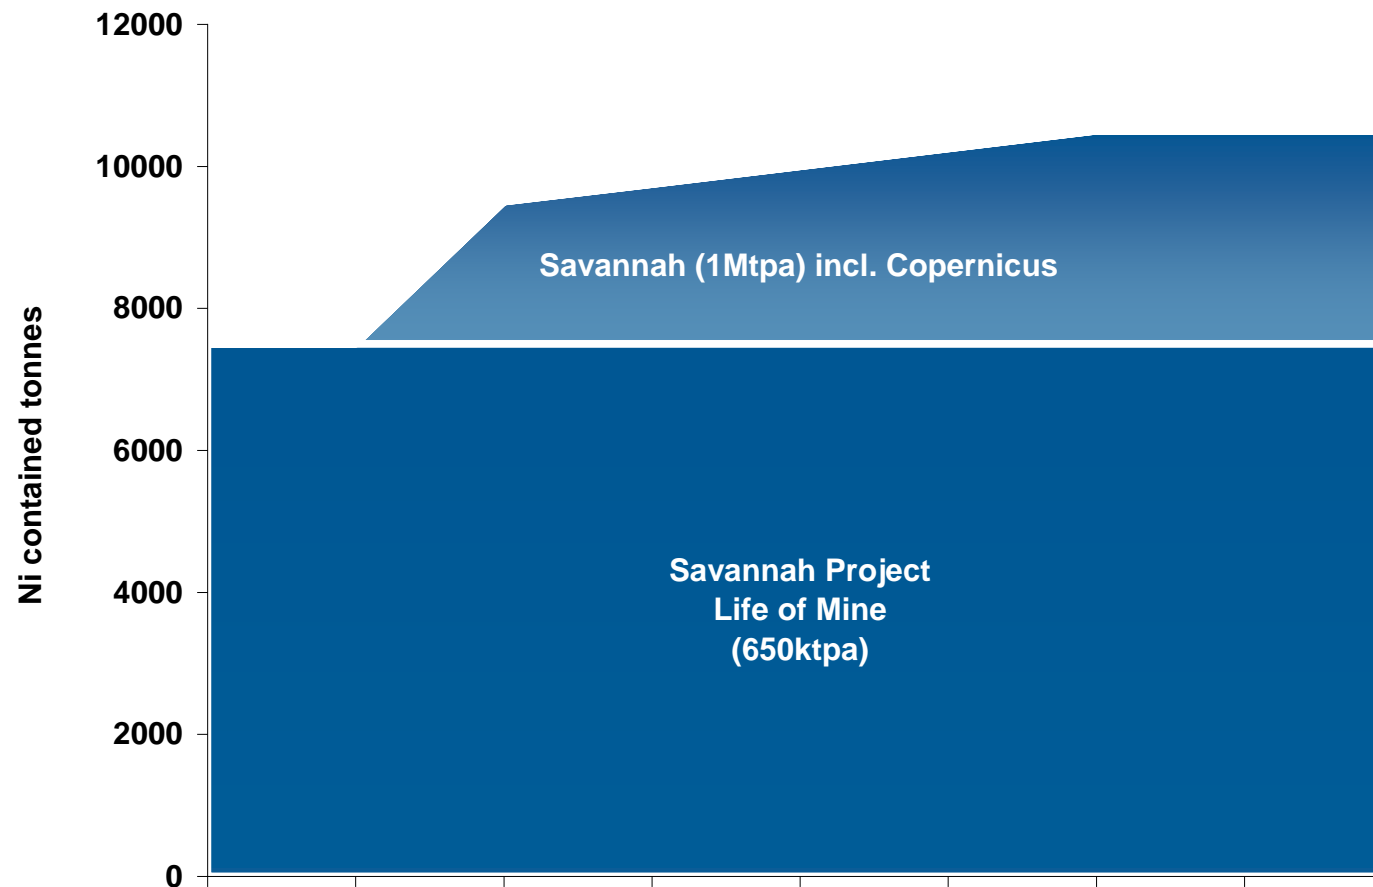 12000
10000
8000
6000
4000
2000
0
Ni contained tonnes
Savannah (1Mtpa) incl. Copernicus
Savannah Project
Life of Mine
(650ktpa)